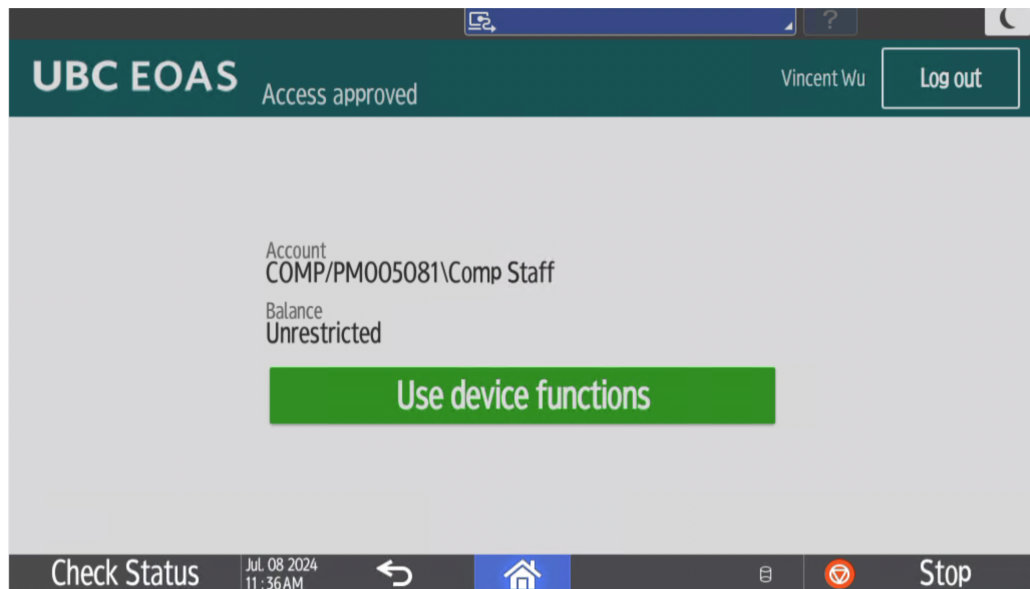 ?
UBC EOAS
Access approved
Vincent Wu
Log out
Account
COMP/PM005081\Comp Staff
Balance
Unrestricted
Use device functions
Check Status
Jul. 08 2024
11:36AM
Stop